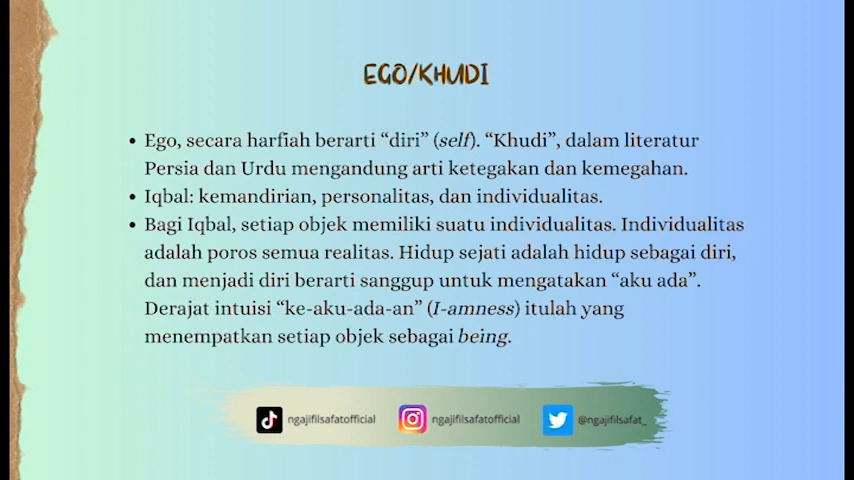 EGO/KHUDI
• Ego, secara harfiah berarti “diri” (self). “Khudi”, dalam literatur
Persia dan Urdu mengandung arti ketegakan dan kemegahan.
• Iqbal: kemandirian, personalitas, dan individualitas.
• Bagi Iqbal, setiap objek memiliki suatu individualitas. Individualitas
adalah poros semua realitas. Hidup sejati adalah hidup sebagai diri,
dan menjadi diri berarti sanggup untuk mengatakan “aku ada”.
Derajat intuisi “ke-aku-ada-an” (I-amness) itulah yang
menempatkan setiap objek sebagai being.
ngajifilsafatofficial ngajifilsafatofficial @ngajifilsafat_